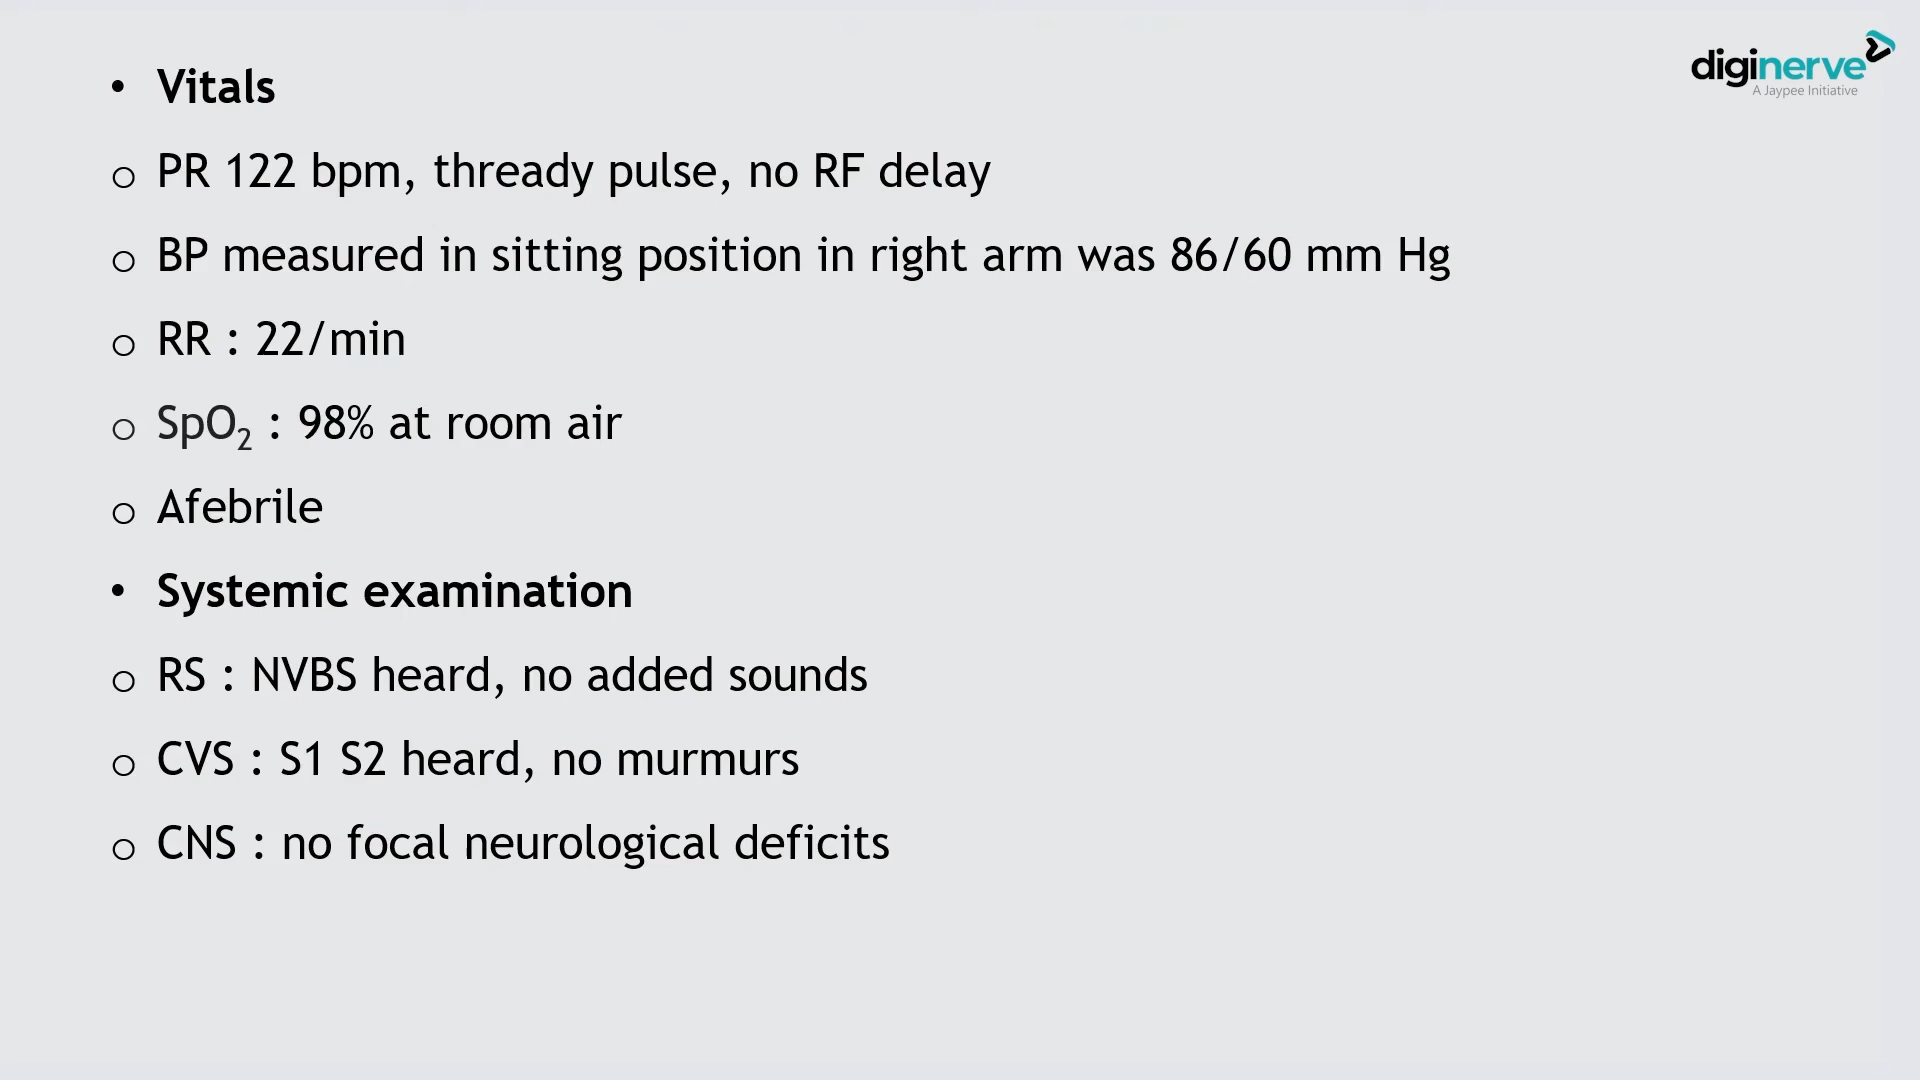 • Vitals
o PR 122 bpm, thready pulse, no RF delay
o BP measured in sitting position in right arm was 86/60 mm Hg
o RR : 22/min
o SpO₂ : 98% at room air
o Afebrile
• Systemic examination
o RS : NVBS heard, no added sounds
o CVS : S1 S2 heard, no murmurs
o CNS : no focal neurological deficits
diginerve
A Jaypee Initiative